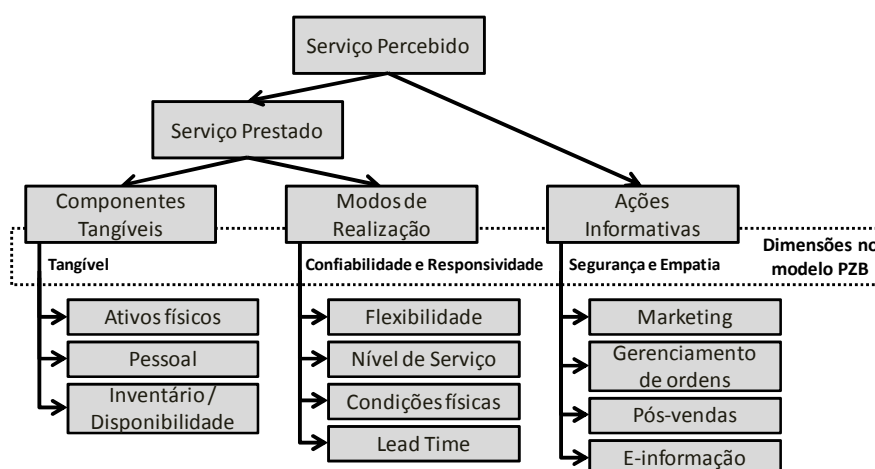 Serviço Percebido
Serviço Prestado
Componentes
Tangíveis
Modos de
Realização
Ações
Informativas
Dimensões no
modelo PZB
Tangível
Confiabilidade e Responsividade
Segurança e Empatia
Ativos físicos
Pessoal
Inventário /
Disponibilidade
Flexibilidade
Nível de Serviço
Condições físicas
Lead Time
Marketing
Gerenciamento
de ordens
Pós-vendas
E-informação